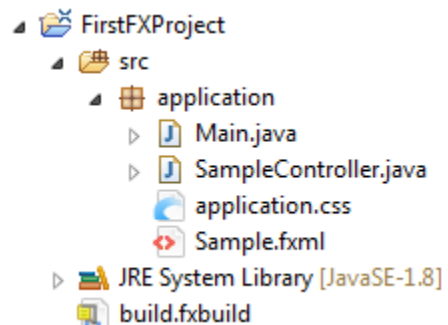 FirstFXProject
src
application
Main.java
SampleController.java
application.css
Sample.fxml
JRE System Library [JavaSE-1.8]
build.fxbuild